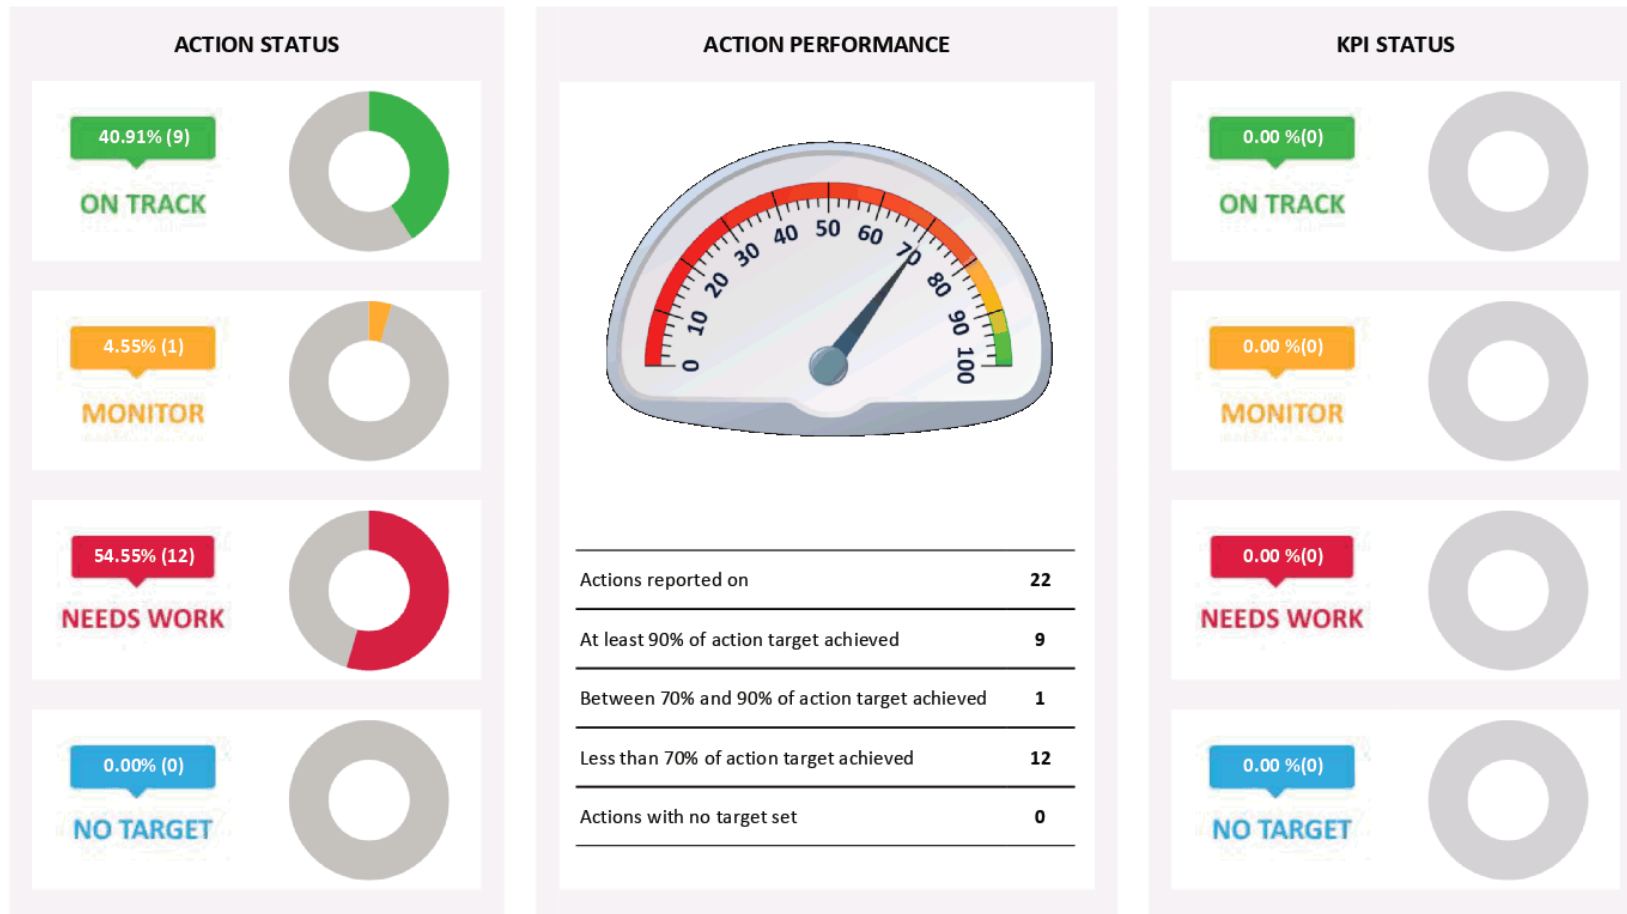 ACTION STATUS
40.91% (9)
ON TRACK
4.55% (1)
MONITOR
54.55% (12)
NEEDS WORK
0.00% (0)
NO TARGET
ACTION PERFORMANCE
0
10
20
30
40
50
60
70
80
90
100
Actions reported on 22
At least 90% of action target achieved 9
Between 70% and 90% of action target achieved 1
Less than 70% of action target achieved 12
Actions with no target set 0
KPI STATUS
0.00 %(0)
ON TRACK
0.00 %(0)
MONITOR
0.00 %(0)
NEEDS WORK
0.00 %(0)
NO TARGET